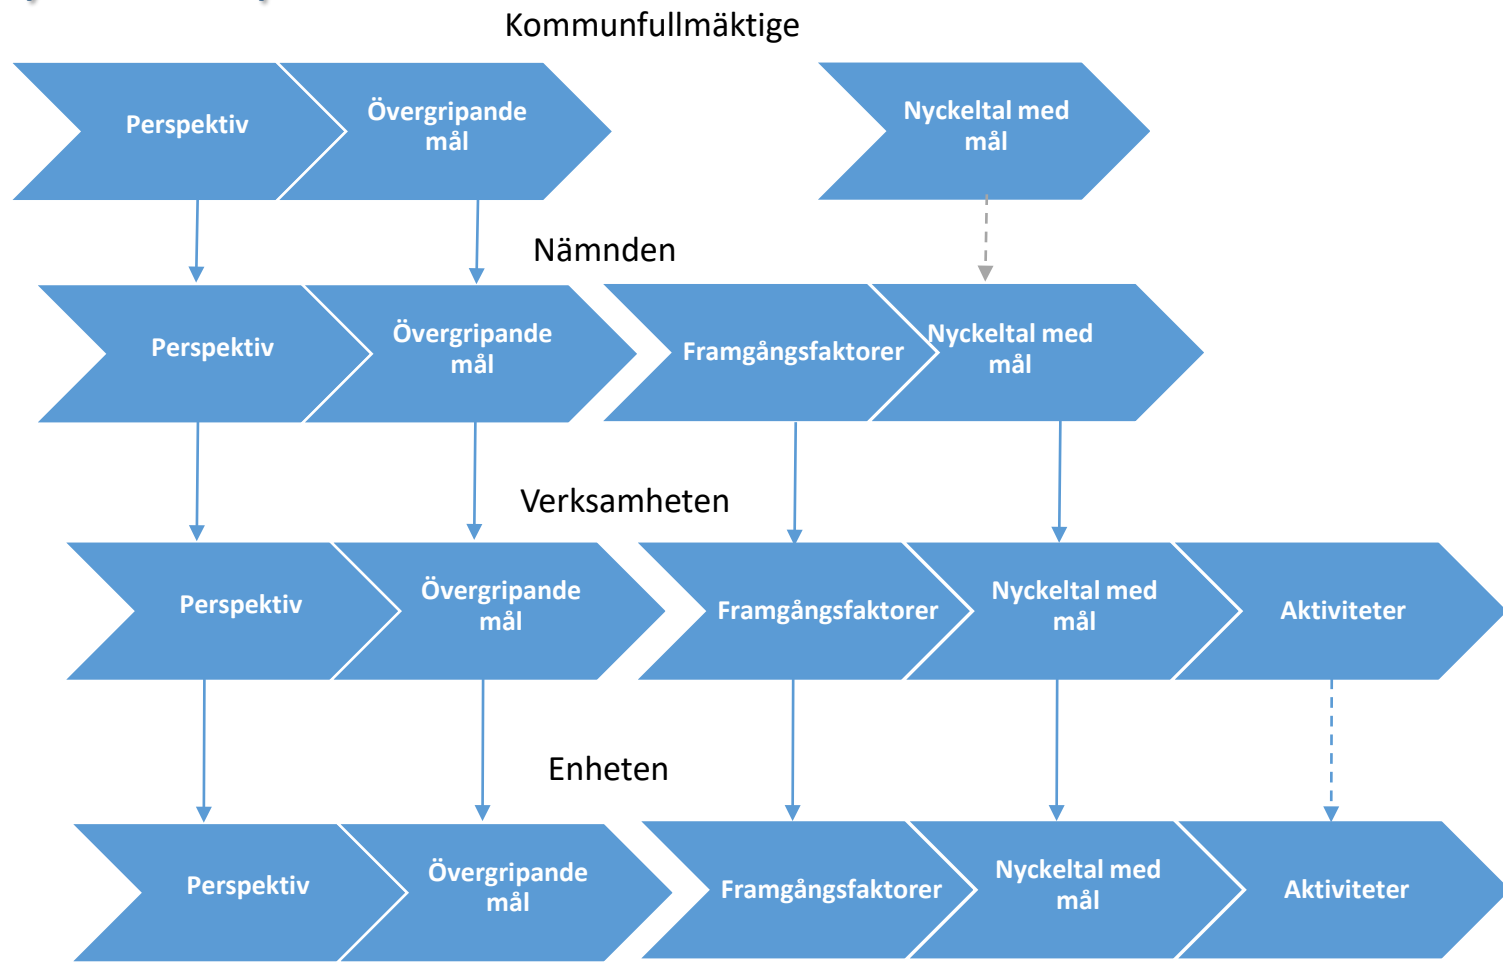 Kommunfullmäktige
Perspektiv
Övergripande
mål
Nyckeltal med
mål
Nämnden
Perspektiv
Övergripande
mål
Framgångsfaktorer
Nyckeltal med
mål
Verksamheten
Perspektiv
Övergripande
mål
Framgångsfaktorer
Nyckeltal med
mål
Aktiviteter
Enheten
Perspektiv
Övergripande
mål
Framgångsfaktorer
Nyckeltal med
mål
Aktiviteter